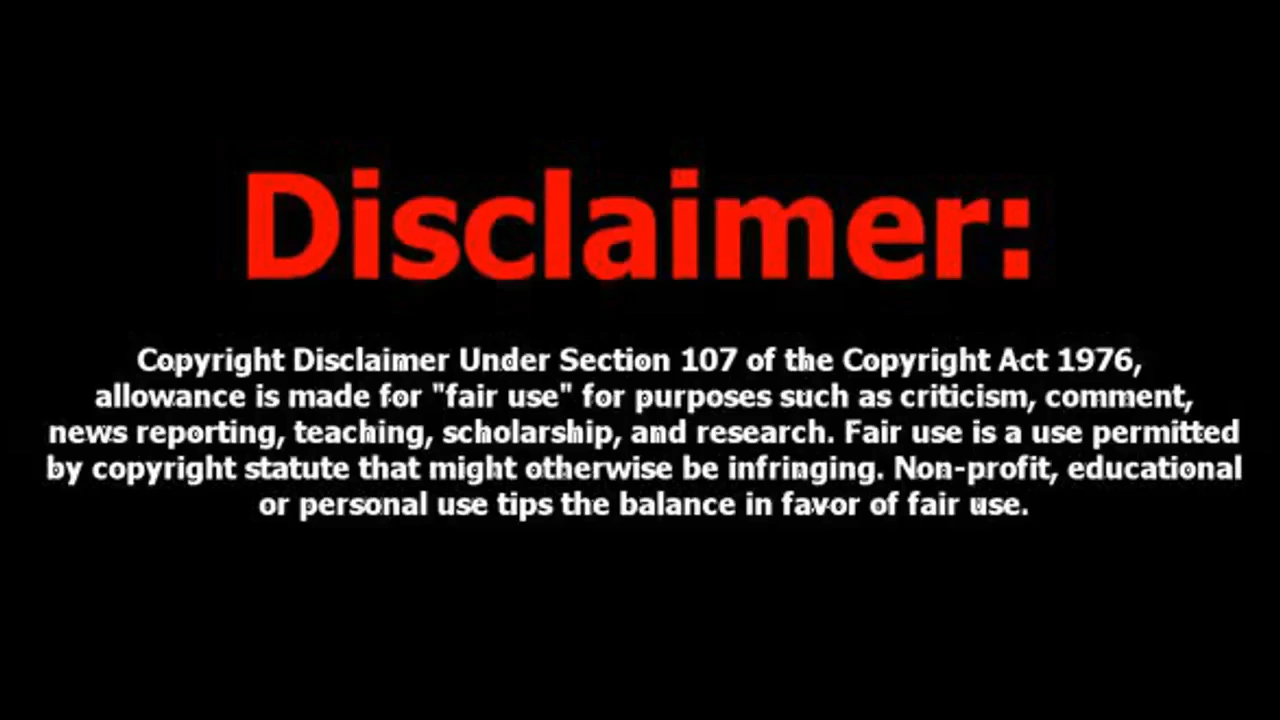 Disclaimer:
Copyright Disclaimer Under Section 107 of the Copyright Act 1976,
allowance is made for "fair use" for purposes such as criticism, comment,
news reporting, teaching, scholarship, and research. Fair use is a use permitted
by copyright statute that might otherwise be infringing. Non-profit, educational
or personal use tips the balance in favor of fair use.